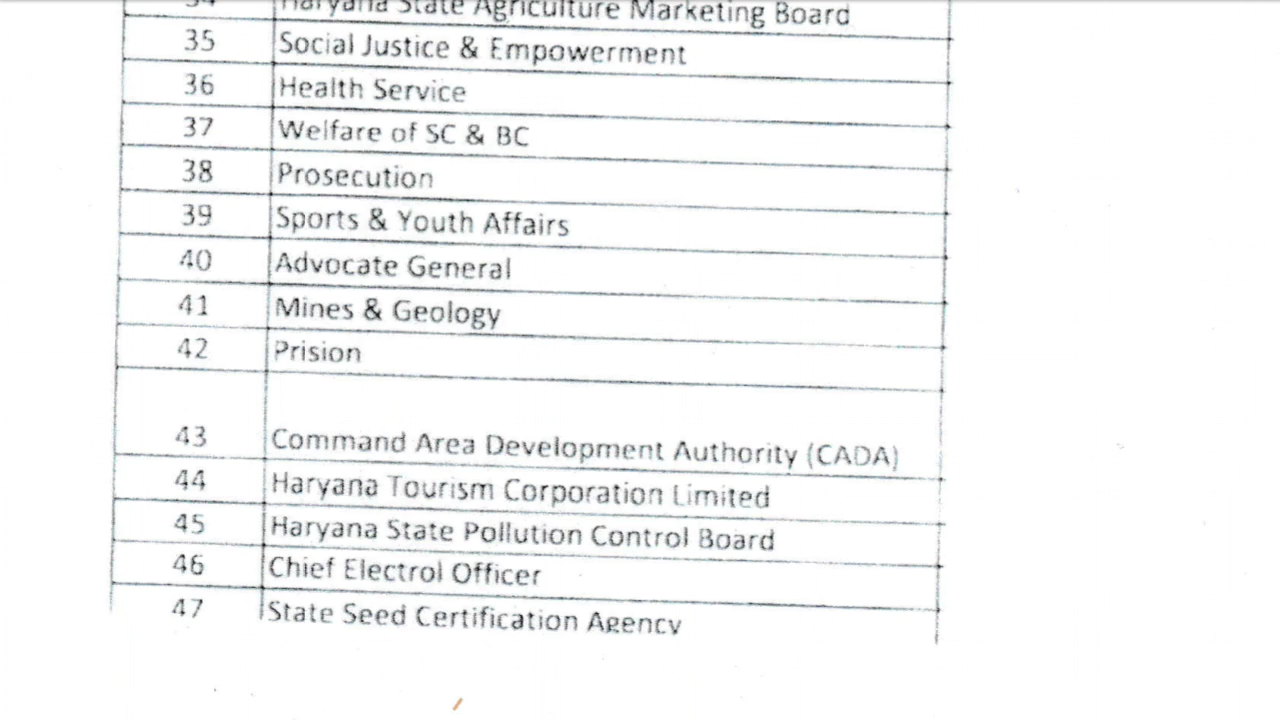 34 Haryana State Agriculture Marketing Board
35 Social Justice & Empowerment
36 Health Service
37 Welfare of SC & BC
38 Prosecution
39 Sports & Youth Affairs
40 Advocate General
41 Mines & Geology
42 Prision
43 Command Area Development Authority (CADA)
44 Haryana Tourism Corporation Limited
45 Haryana State Pollution Control Board
46 Chief Electrol Officer
47 State Seed Certification Agency